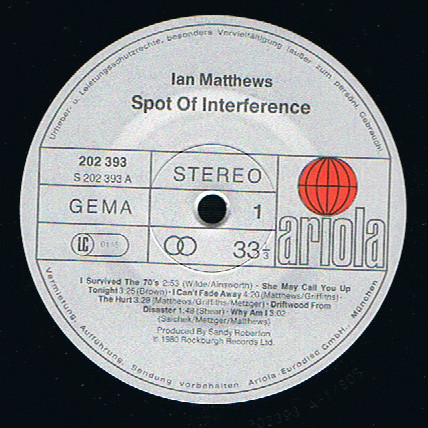 Urheber- u. Leistungsschutzrechte, besonders Vervielfältigung (außer zum persönl. Gebrauch)
Ian Matthews
Spot Of Interference
202 393
S 202 393 A
STEREO
GEMA
1
LC
33⅓
ariola
I Survived The 70's 2:53 (Wilde/Ainsworth) · She May Call You Up
Tonight 3:25 (Brown) · I Can't Fade Away 4:20 (Matthews/Griffiths) ·
The Hurt 3:29 (Matthews/Griffiths/Metzger) · Driftwood From
Disaster 1:48 (Shear) · Why Am I 5:02
(Saichek/Metzger/Matthews)
Produced By Sandy Roberton
℗ 1980 Rockburgh Records Ltd.
Vermietung, Aufführung, Sendung vorbehalten. Ariola-Eurodisc GmbH., München